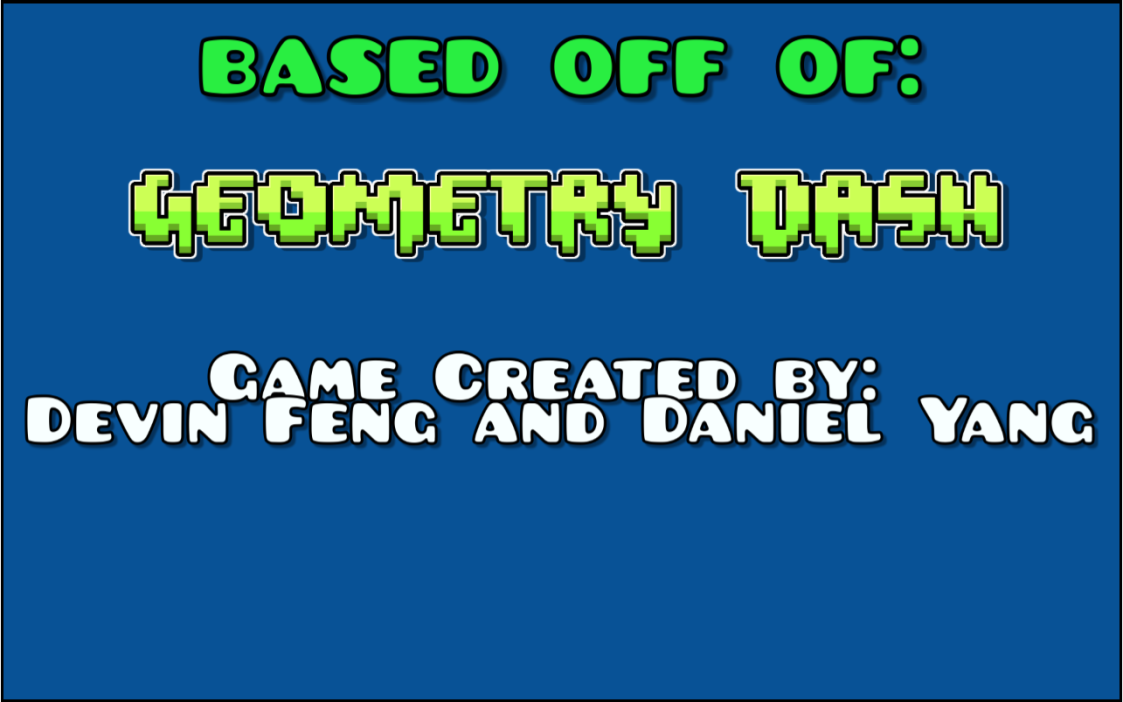 BASED OFF OF:
GEOMETRY DASH
GAME CREATED BY:
DEVIN FENG AND DANIEL YANG